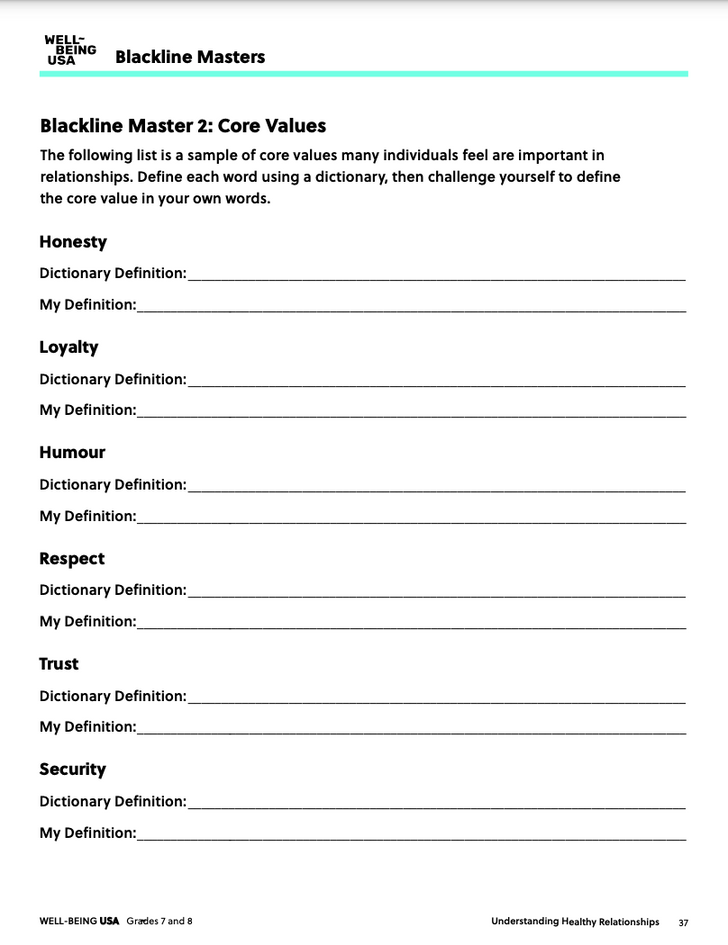 WELL-
BEING
USA
Blackline Masters
Blackline Master 2: Core Values
The following list is a sample of core values many individuals feel are important in
relationships. Define each word using a dictionary, then challenge yourself to define
the core value in your own words.
Honesty
Dictionary Definition:
My Definition:
Loyalty
Dictionary Definition:
My Definition:
Humour
Dictionary Definition:
My Definition:
Respect
Dictionary Definition:
My Definition:
Trust
Dictionary Definition:
My Definition:
Security
Dictionary Definition:
My Definition:
WELL-BEING USA Grades 7 and 8 Understanding Healthy Relationships 37